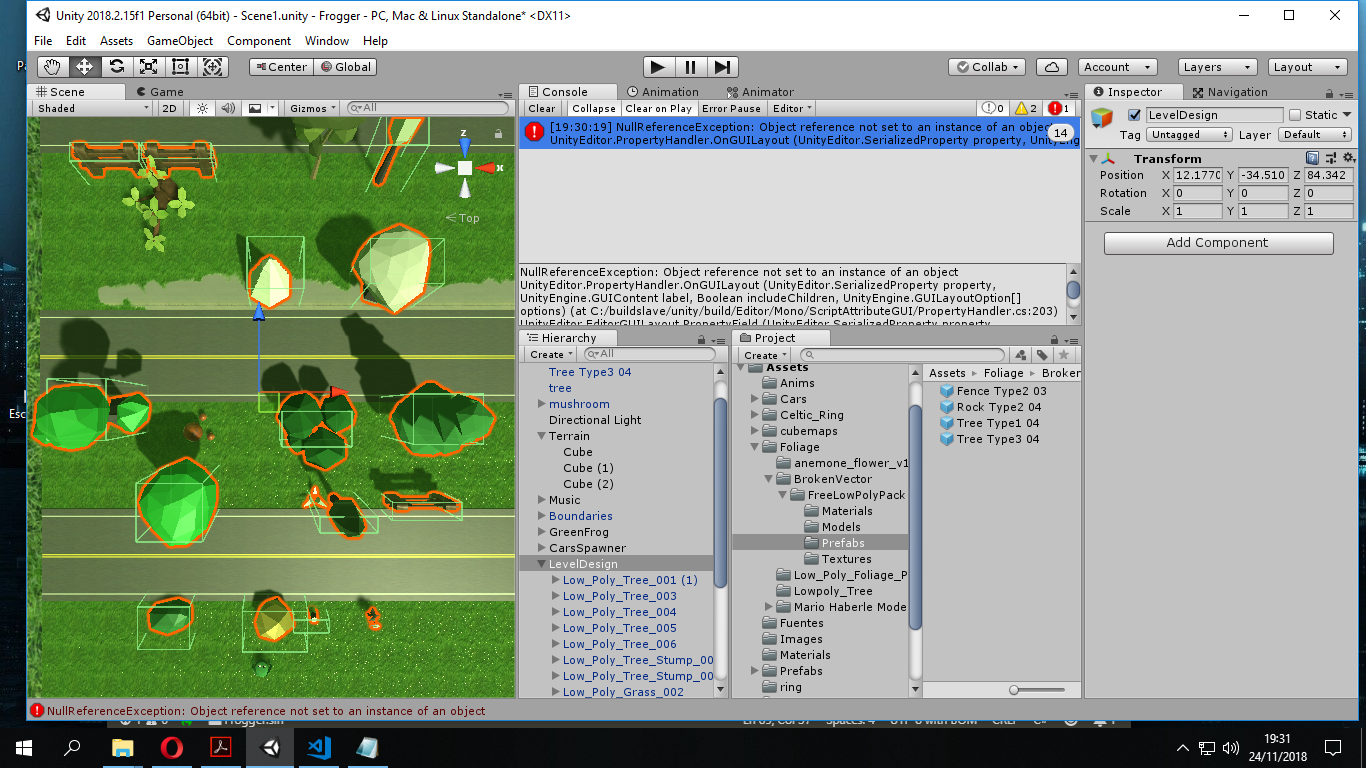 Unity 2018.2.15f1 Personal (64bit) - Scene1.unity - Frogger - PC, Mac & Linux Standalone* <DX11>
File Edit Assets GameObject Component Window Help
Center Global Collab Account Layers Layout
Scene Game
Shaded 2D Gizmos All
z
x
Top
Console Animation Animator
Clear Collapse Clear on Play Error Pause Editor 0 2 1
[19:30:19] NullReferenceException: Object reference not set to an instance of an obje 14
UnityEditor.PropertyHandler.OnGUILayout (UnityEditor.SerializedProperty property, UnityEng
NullReferenceException: Object reference not set to an instance of an object
UnityEditor.PropertyHandler.OnGUILayout (UnityEditor.SerializedProperty property,
UnityEngine.GUIContent label, Boolean includeChildren, UnityEngine.GUILayoutOption[]
options) (at C:/buildslave/unity/build/Editor/Mono/ScriptAttributeGUI/PropertyHandler.cs:203)
UnityEditor.EditorGUILayout.PropertyField (UnityEditor.SerializedProperty property,
Hierarchy
Create All
Tree Type3 04
tree
mushroom
Directional Light
Terrain
Cube
Cube (1)
Cube (2)
Music
Boundaries
GreenFrog
CarsSpawner
LevelDesign
Low_Poly_Tree_001 (1)
Low_Poly_Tree_003
Low_Poly_Tree_004
Low_Poly_Tree_005
Low_Poly_Tree_006
Low_Poly_Tree_Stump_00
Low_Poly_Tree_Stump_00
Low_Poly_Grass_002
Project
Create
Assets
Anims
Cars
Celtic_Ring
cubemaps
Foliage
anemone_flower_v1
BrokenVector
FreeLowPolyPack
Materials
Models
Prefabs
Textures
Low_Poly_Foliage_P
Lowpoly_Tree
Mario Haberle Mode
Fuentes
Images
Materials
Prefabs
ring
Assets Foliage Broken
Fence Type2 03
Rock Type2 04
Tree Type1 04
Tree Type3 04
Inspector Navigation
LevelDesign Static
Tag Untagged Layer Default
Transform
Position X 12.1770 Y -34.510 Z 84.342
Rotation X 0 Y 0 Z 0
Scale X 1 Y 1 Z 1
Add Component
NullReferenceException: Object reference not set to an instance of an object
19:31
24/11/2018